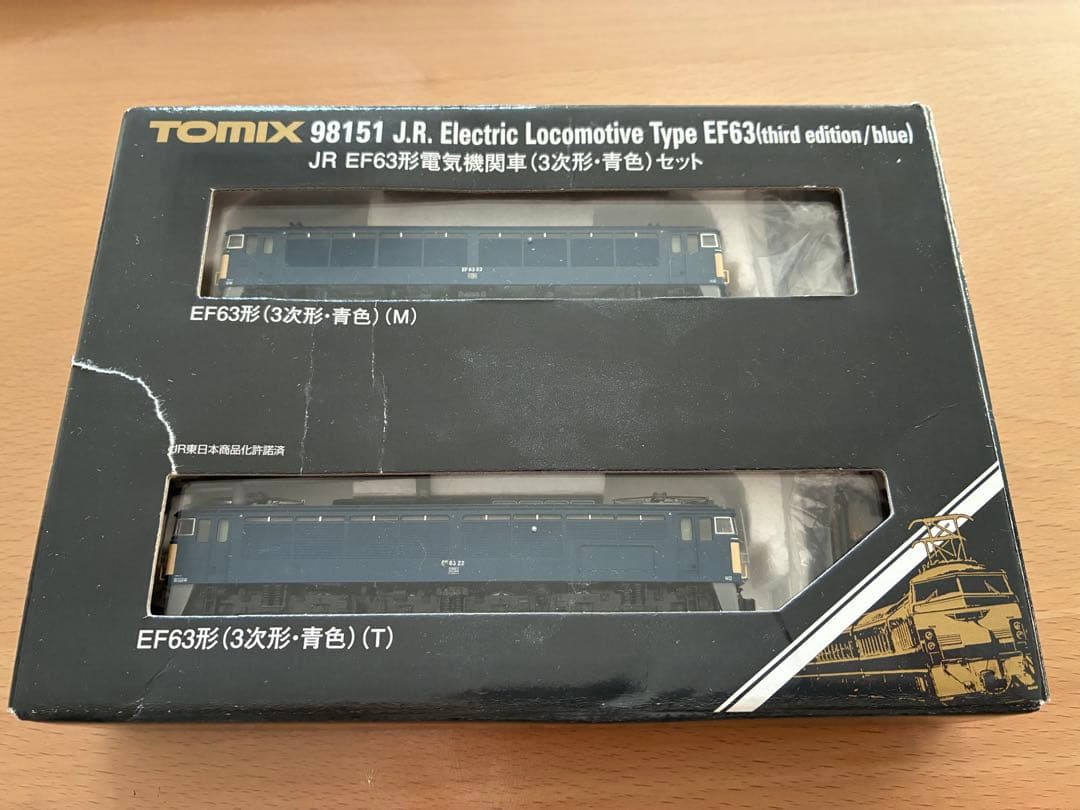 TOMIX 98151 J.R. Electric Locomotive Type EF63(third edition/blue)
JR EF63形電気機関車(3次形・青色)セット
EF63形(3次形・青色)(M)
JR東日本商品化許諾済
EF63形(3次形・青色)(T)